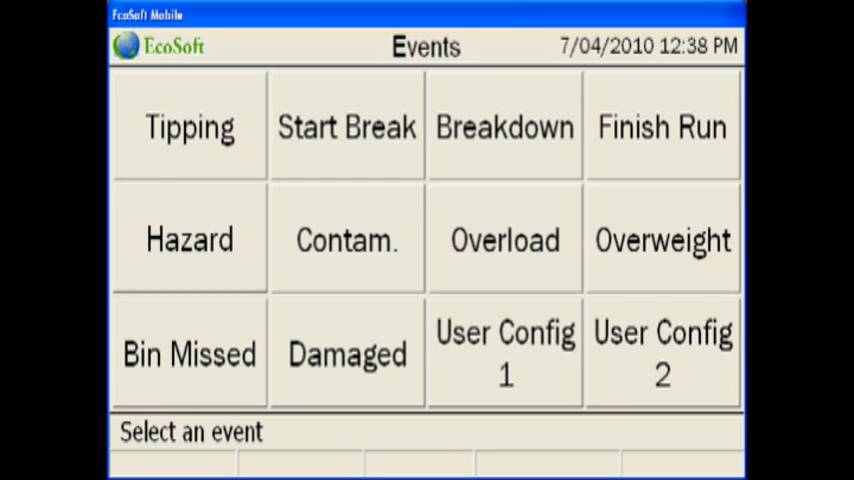 EcoSoft Mobile
EcoSoft Events 7/04/2010 12:38 PM
Tipping Start Break Breakdown Finish Run
Hazard Contam. Overload Overweight
Bin Missed Damaged User Config 1 User Config 2
Select an event